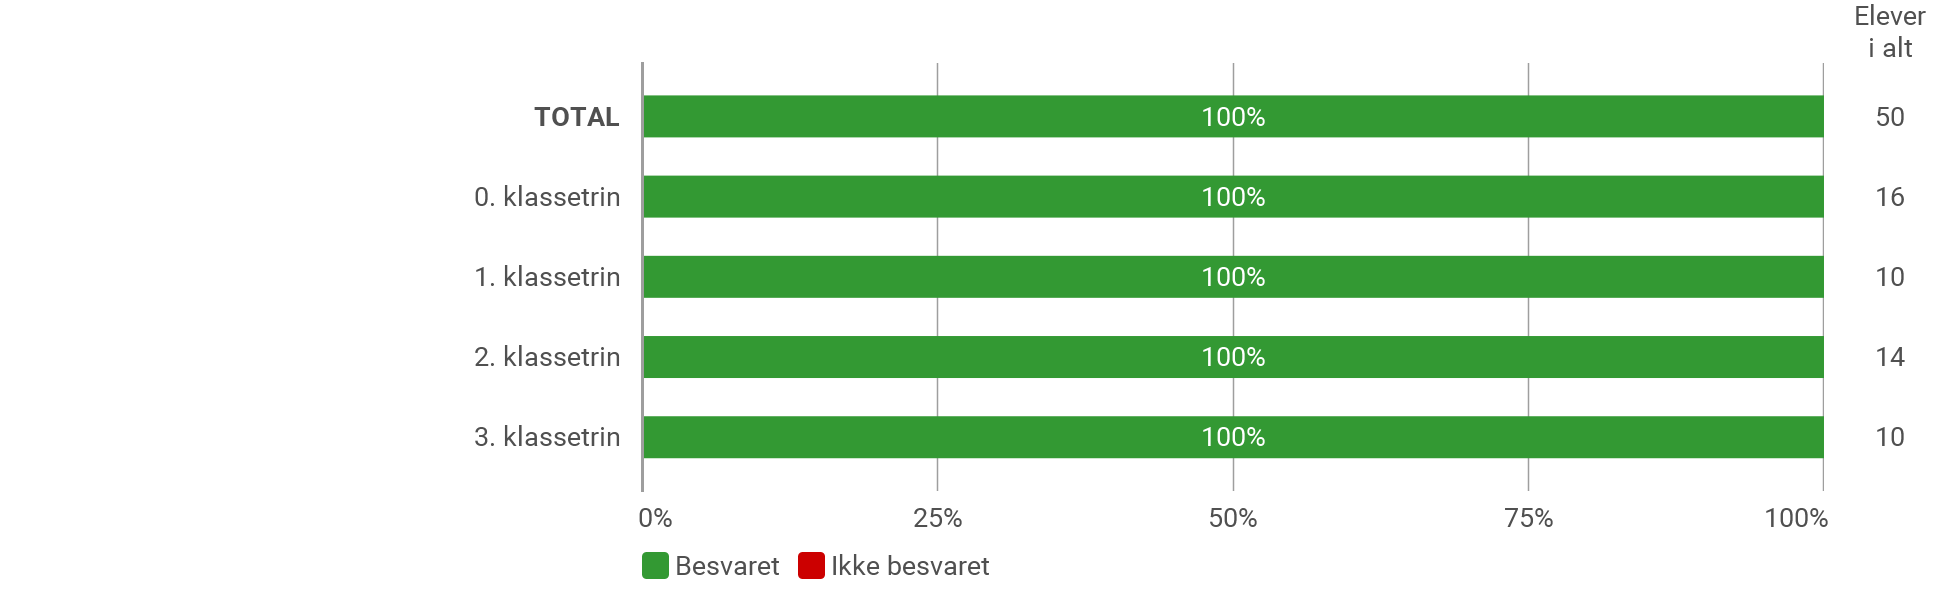 Elever
i alt
TOTAL 100% 50
0. klassetrin 100% 16
1. klassetrin 100% 10
2. klassetrin 100% 14
3. klassetrin 100% 10
0% 25% 50% 75% 100%
Besvaret Ikke besvaret